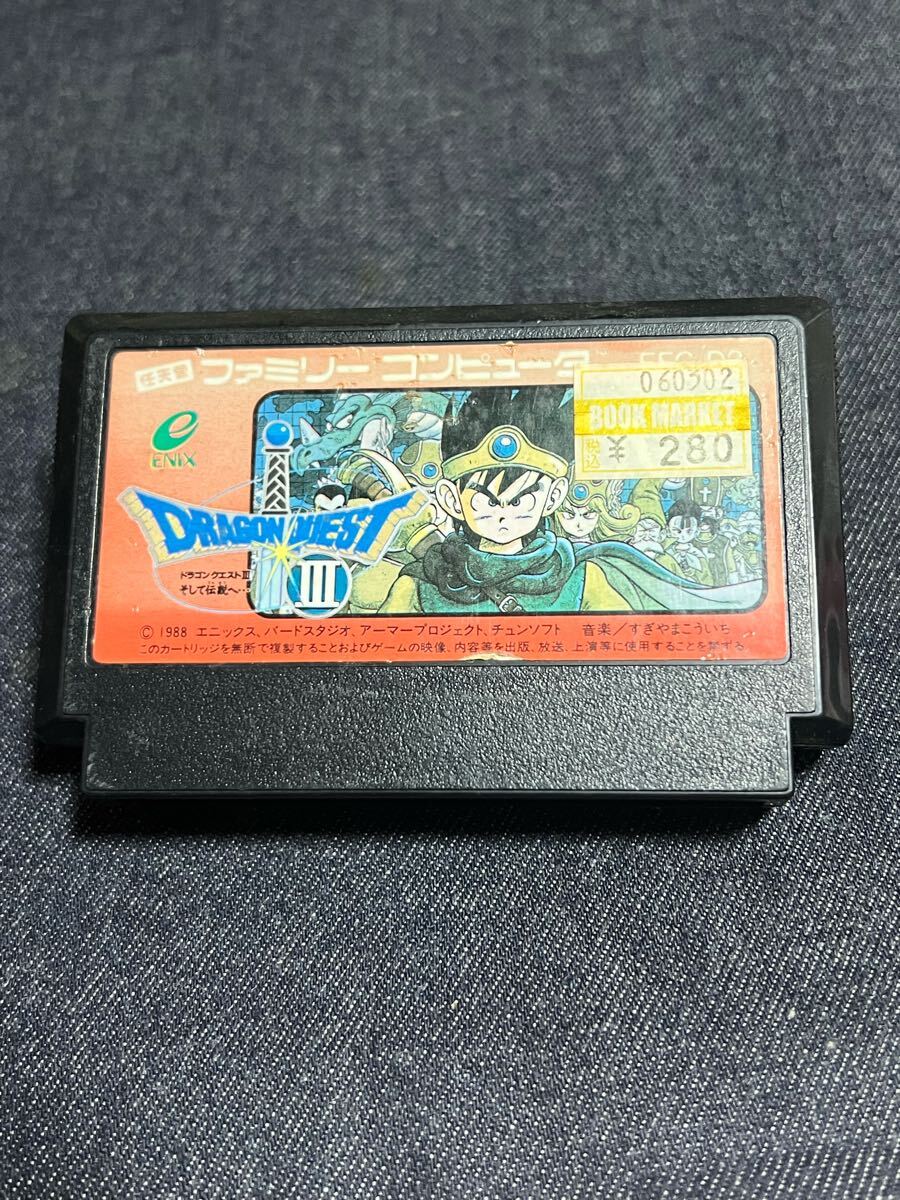 任天堂 ファミリー コンピュータ
060302
BOOK MARKET
税込 ¥ 280
ENIX
DRAGON QUEST
III
ドラゴンクエストIII
そして伝説へ…
© 1988 エニックス、バードスタジオ、アーマープロジェクト、チュンソフト 音楽/すぎやまこういち
このカートリッジを無断で複製することおよびゲームの映像、内容等を出版、放送、上演等に使用することを禁ずる。